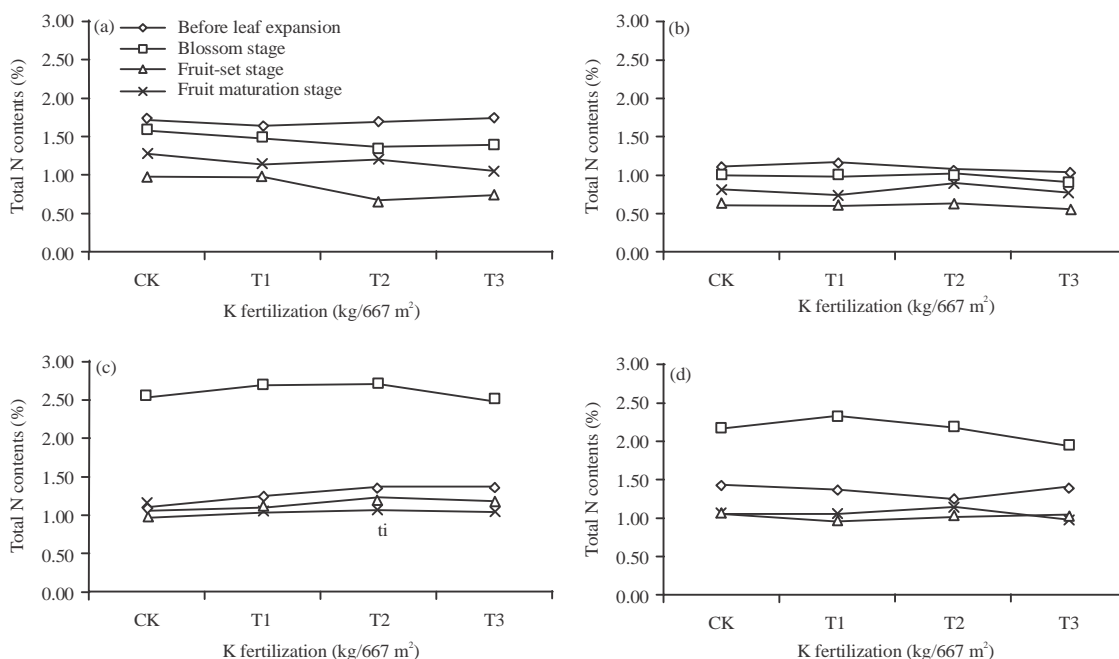 (a)
Before leaf expansion
Blossom stage
Fruit-set stage
Fruit maturation stage
3.00
2.50
2.00
1.50
1.00
0.50
0.00
Total N contents (%)
CK T1 T2 T3
K fertilization (kg/667 m²)
(b)
3.00
2.50
2.00
1.50
1.00
0.50
0.00
Total N contents (%)
CK T1 T2 T3
K fertilization (kg/667 m²)
(c)
3.00
2.50
2.00
1.50
1.00
0.50
0.00
Total N contents (%)
ti
CK T1 T2 T3
K fertilization (kg/667 m²)
(d)
3.00
2.50
2.00
1.50
1.00
0.50
0.00
Total N contents (%)
CK T1 T2 T3
K fertilization (kg/667 m²)